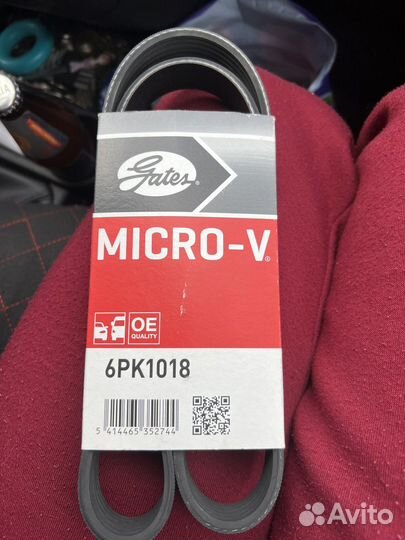 Gates®
MICRO-V®
OE
QUALITY
6PK1018
5 414465 352744
Avito